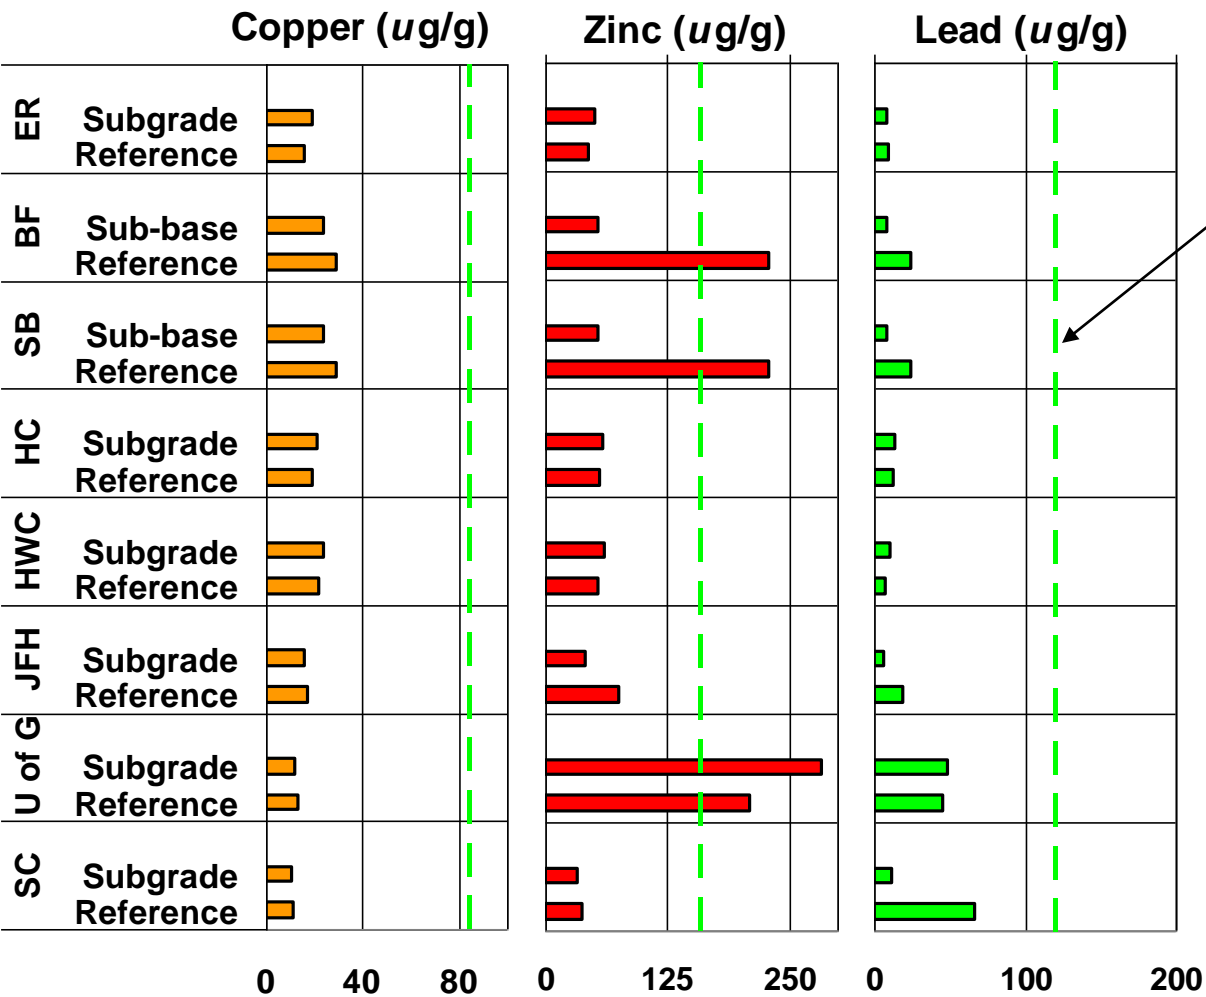 Copper (ug/g) Zinc (ug/g) Lead (ug/g)
ER
Subgrade
Reference
BF
Sub-base
Reference
SB
Sub-base
Reference
HC
Subgrade
Reference
HWC
Subgrade
Reference
JFH
Subgrade
Reference
U of G
Subgrade
Reference
SC
Subgrade
Reference
0 40 80 0 125 250 0 100 200